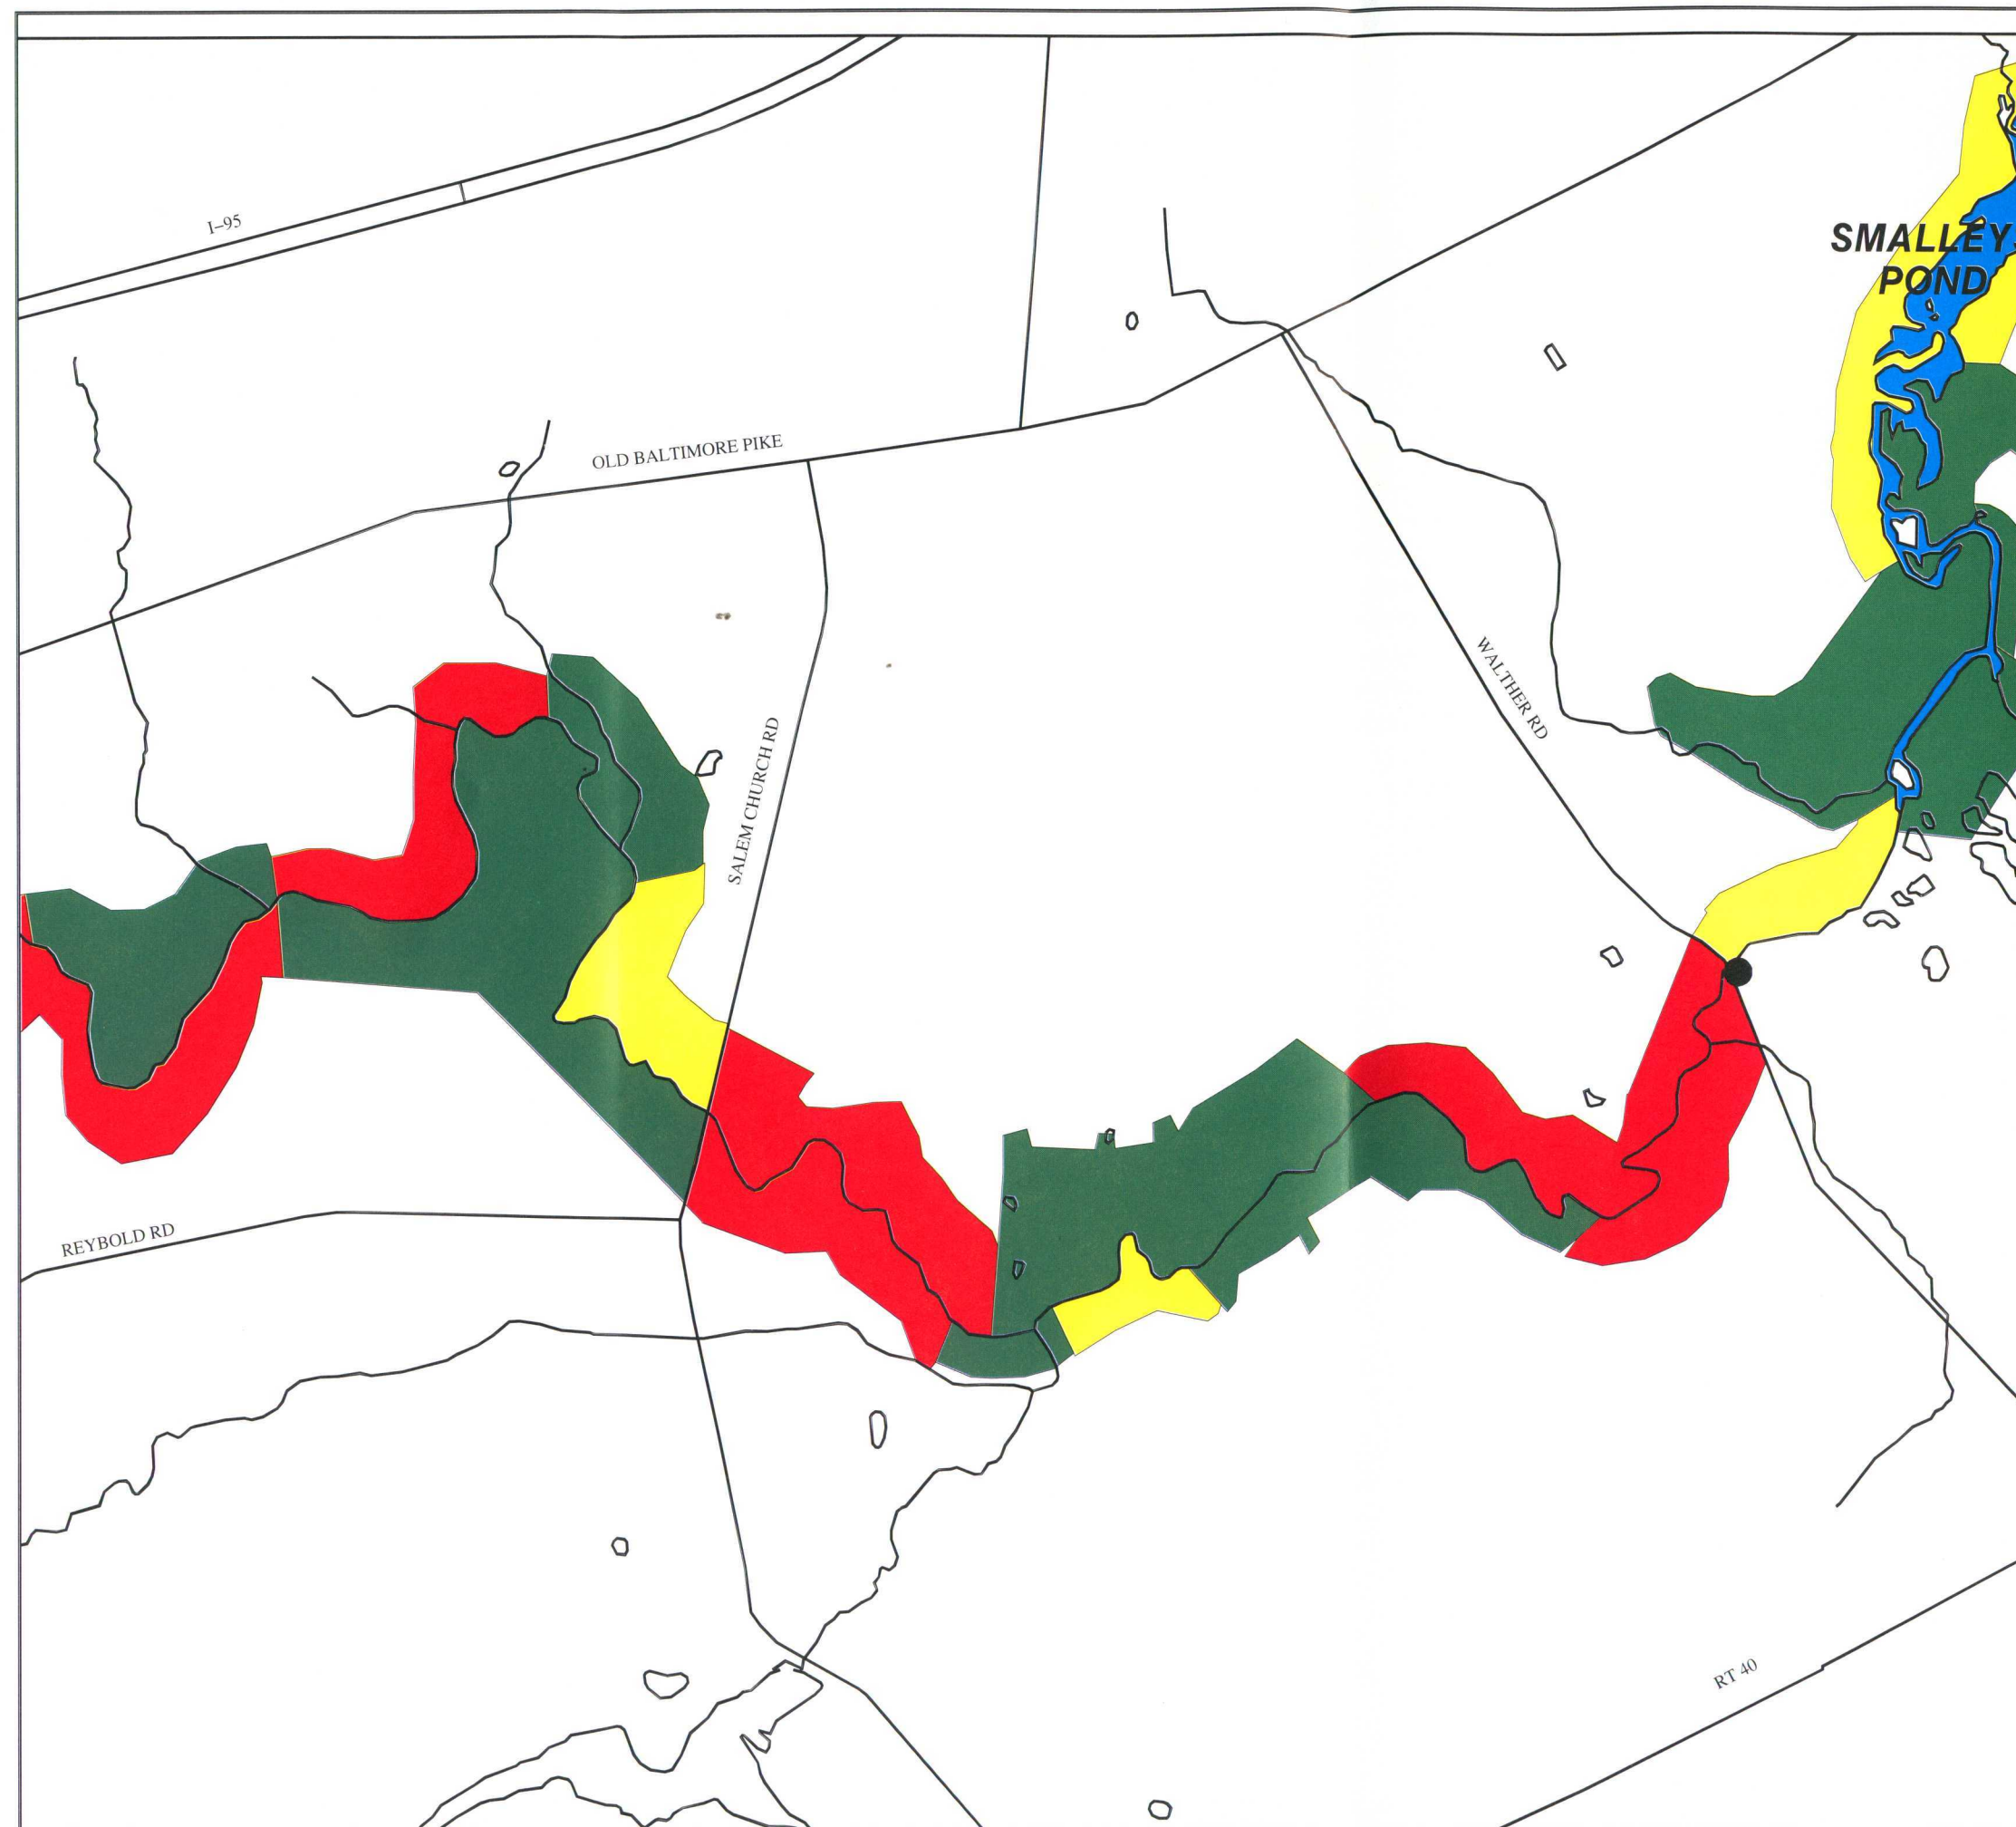 I-95
SMALLEY
POND
OLD BALTIMORE PIKE
WALTHER RD
SALEM CHURCH RD
REYBOLD RD
RT 40